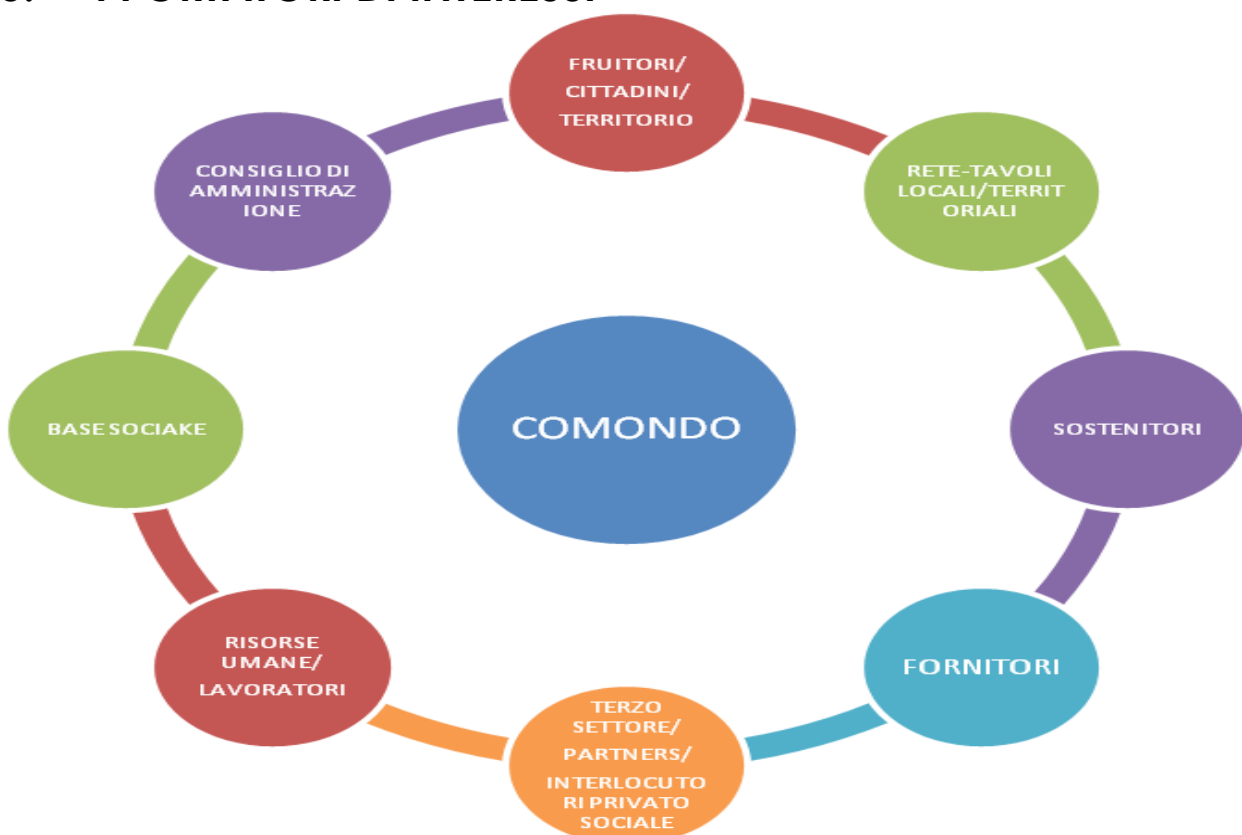 FRUITORI/
CITTADINI/
TERRITORIO
RETE-TAVOLI
LOCALI/TERRIT
ORIALI
SOSTENITORI
FORNITORI
TERZO
SETTORE/
PARTNERS/
INTERLOCUTO
RI PRIVATO
SOCIALE
RISORSE
UMANE/
LAVORATORI
BASE SOCIAKE
CONSIGLIO DI
AMMINISTRAZ
IONE
COMONDO